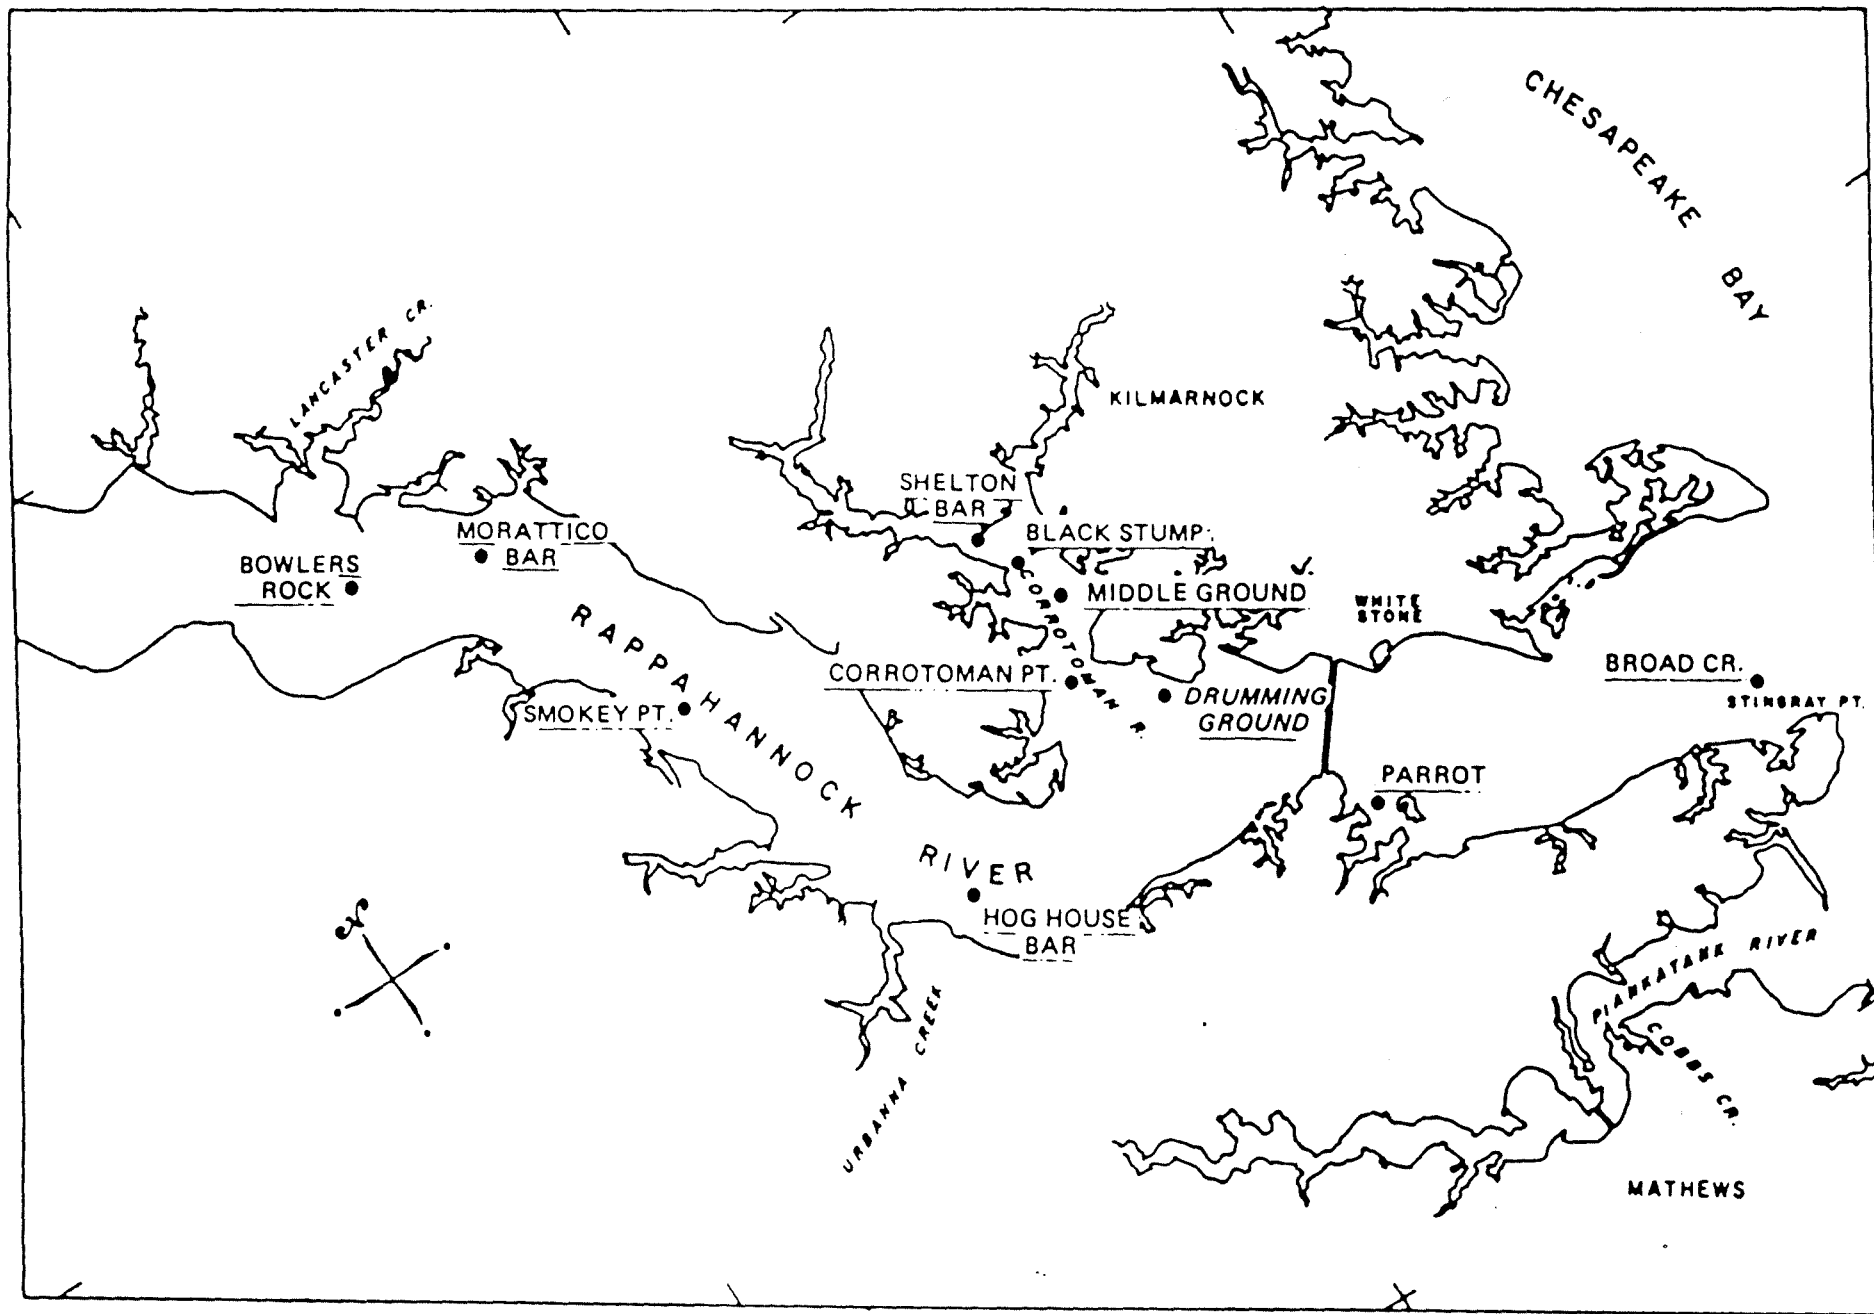 CHESAPEAKE BAY
LANCASTER CR.
KILMARNOCK
SHELTON
BAR
MORATTICO
BAR
BLACK STUMP
BOWLERS
ROCK
MIDDLE GROUND
WHITE
STONE
CORROTOMAN R.
RAPPAHANNOCK RIVER
CORROTOMAN PT.
BROAD CR.
STINGRAY PT.
DRUMMING
GROUND
SMOKEY PT.
PARROT
HOG HOUSE
BAR
N
PIANKATANK RIVER
URBANNA CREEK
COBBS CR.
MATHEWS